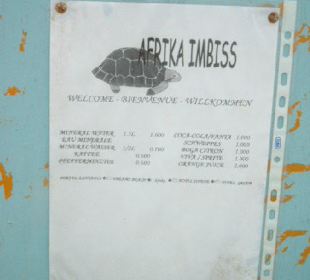 AFRIKA IMBISS
WELCOME - BIENVENUE - WILLKOMMEN
MINERAL WATER 1,5L 1.000
EAU MINERALE
MINERALWASSER 1/2L 0.700
KAFFEE 0.500
PFEFFERMINZTEE 0.500
COCA-COLA/FANTA 1.000
SCHWEPPES 1.000
BOGA CITRON 1.300
VIVA / SPRITE 1.300
ORANGE JUICE 2.000